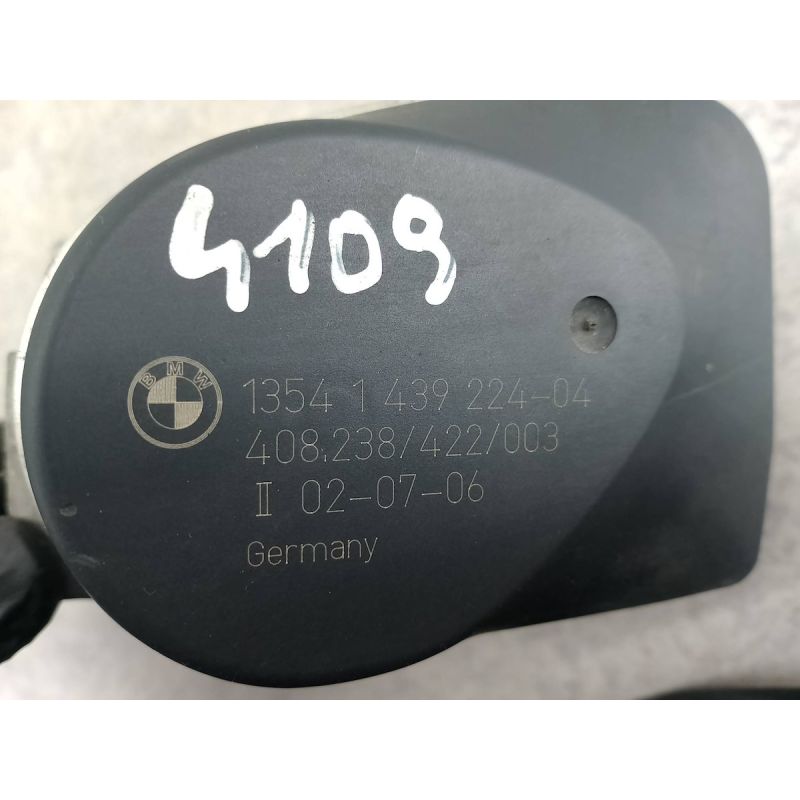 4109
BMW
1354 1 439 224-04
408.238/422/003
II 02-07-06
Germany